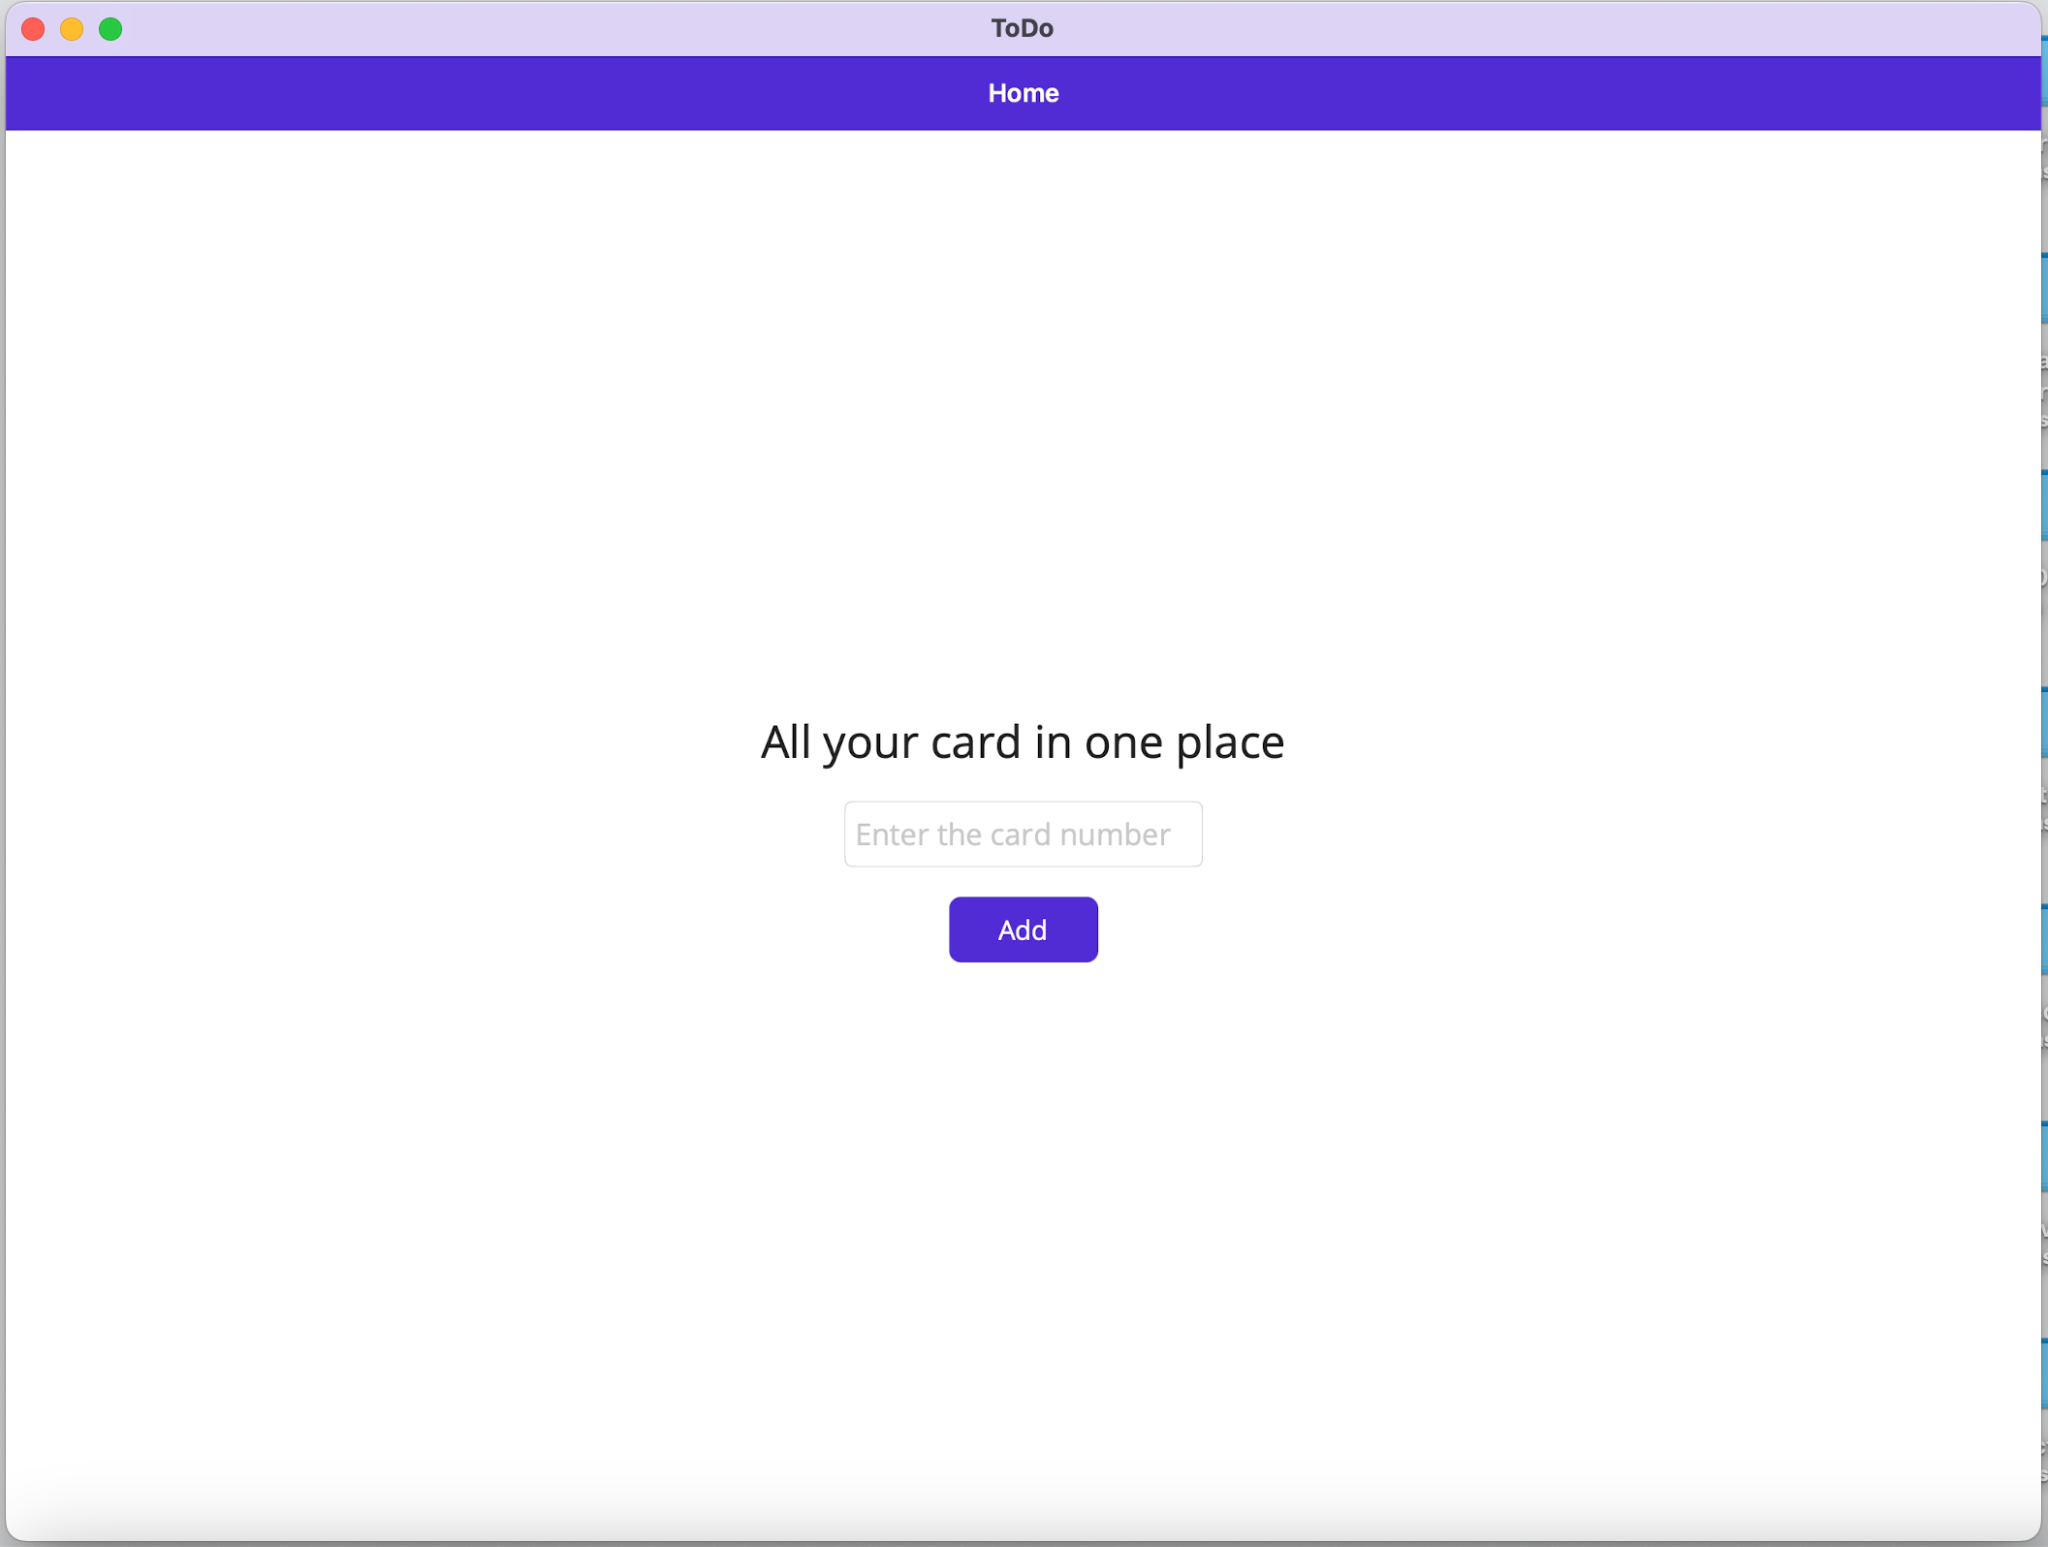 ToDo
Home
All your card in one place
Enter the card number
Add